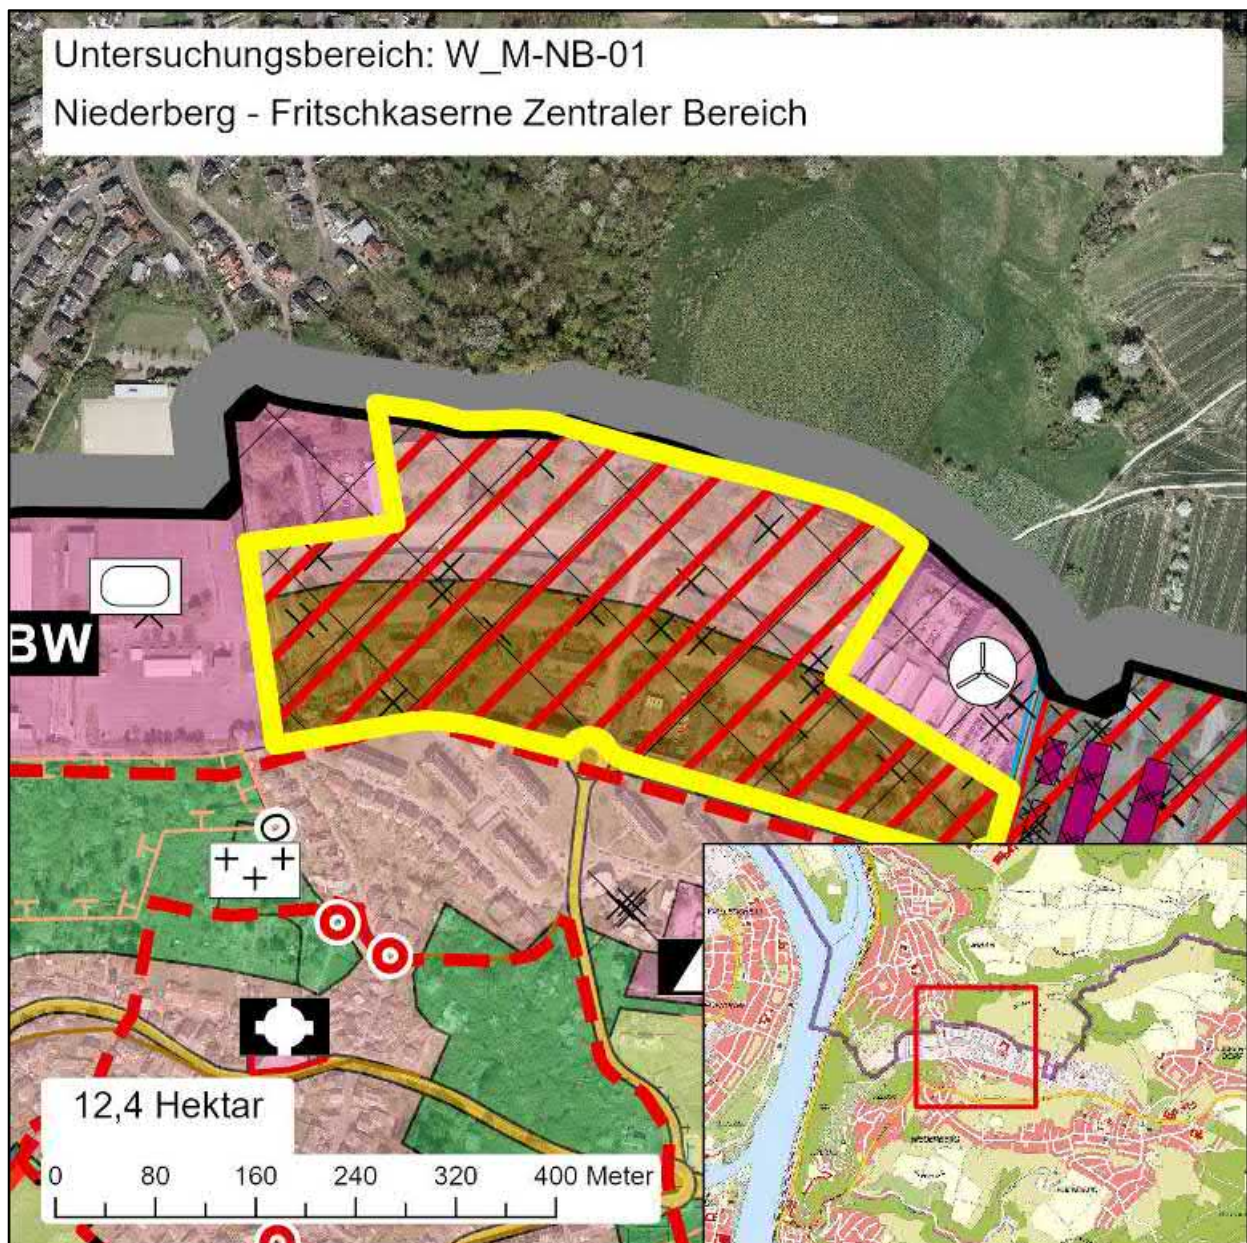 Untersuchungsbereich: W_M-NB-01
Niederberg - Fritschkaserne Zentraler Bereich
BW
12,4 Hektar
0 80 160 240 320 400 Meter